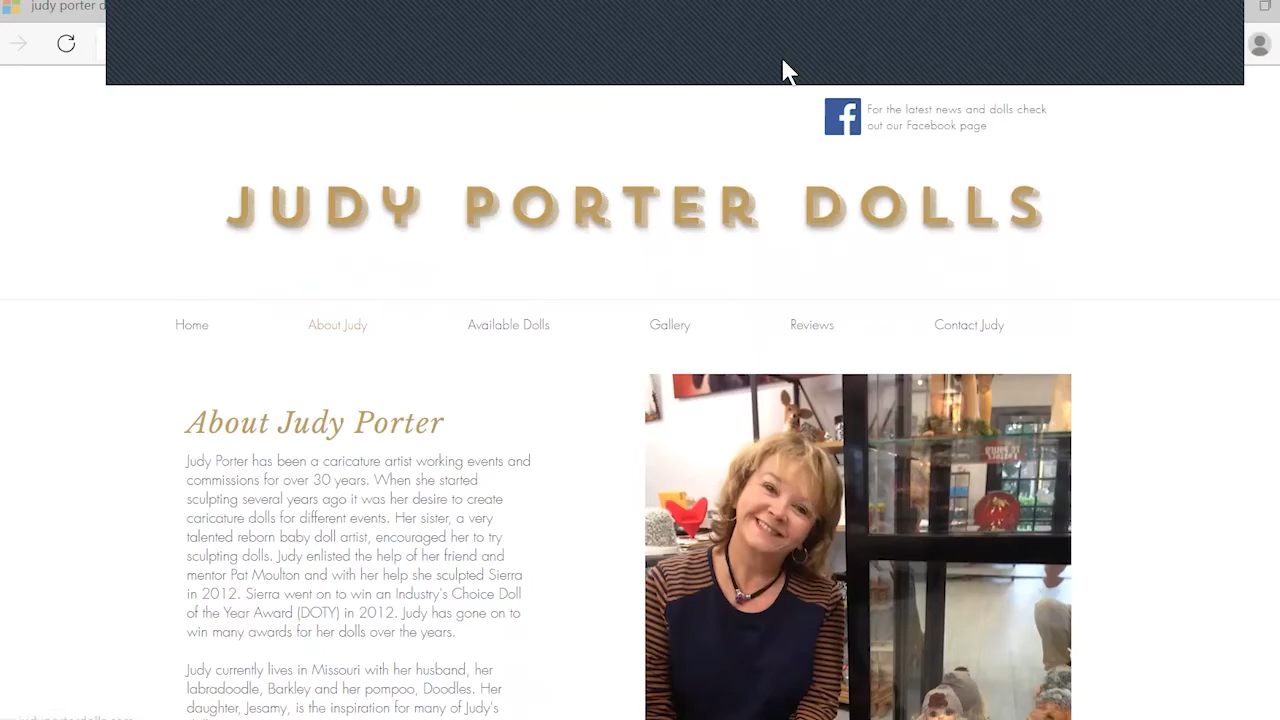 judy porter d
For the latest news and dolls check
out our Facebook page
JUDY PORTER DOLLS
Home About Judy Available Dolls Gallery Reviews Contact Judy
About Judy Porter
Judy Porter has been a caricature artist working events and
commissions for over 30 years. When she started
sculpting several years ago it was her desire to create
caricature dolls for different events. Her sister, a very
talented reborn baby doll artist, encouraged her to try
sculpting dolls. Judy enlisted the help of her friend and
mentor Pat Moulton and with her help she sculpted Sierra
in 2012. Sierra went on to win an Industry's Choice Doll
of the Year Award (DOTY) in 2012. Judy has gone on to
win many awards for her dolls over the years.
Judy currently lives in Missouri with her husband, her
labradoodle, Barkley and her pompoo, Doodles. Her
daughter, Jesamy, is the inspiration for many of Judy's